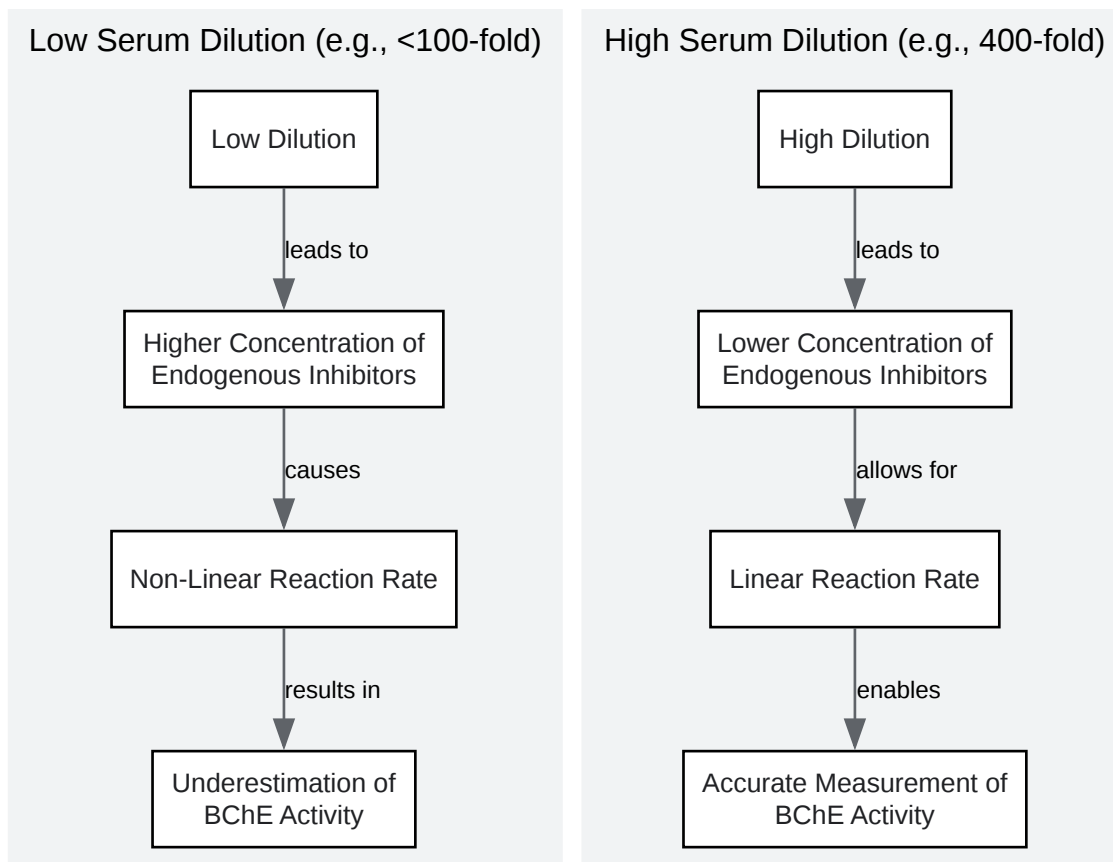 Low Serum Dilution (e.g., <100-fold)
Low Dilution
leads to
Higher Concentration of
Endogenous Inhibitors
causes
Non-Linear Reaction Rate
results in
Underestimation of
BChE Activity
High Serum Dilution (e.g., 400-fold)
High Dilution
leads to
Lower Concentration of
Endogenous Inhibitors
allows for
Linear Reaction Rate
enables
Accurate Measurement of
BChE Activity